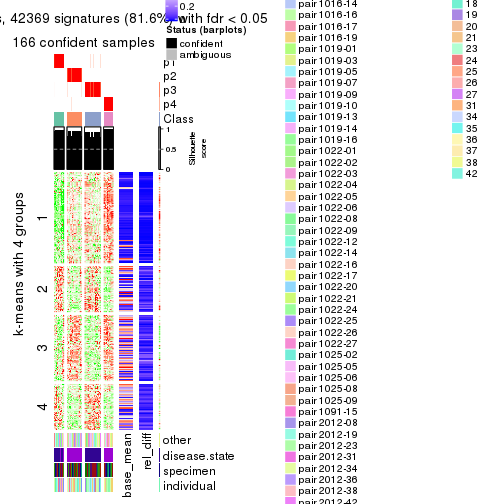 , 42369 signatures (81.6%) with fdr < 0.05
166 confident samples
0.2
Status (barplots)
confident
ambiguous
p1
p2
p3
p4
Class
1
0.5
0
Silhouette
score
k-means with 4 groups
1
2
3
4
base_mean
rel_diff
other
disease.state
specimen
individual
pair1016-14
pair1016-16
pair1016-17
pair1016-19
pair1019-01
pair1019-03
pair1019-05
pair1019-07
pair1019-09
pair1019-10
pair1019-13
pair1019-14
pair1019-16
pair1022-01
pair1022-02
pair1022-03
pair1022-04
pair1022-05
pair1022-06
pair1022-08
pair1022-09
pair1022-12
pair1022-14
pair1022-16
pair1022-17
pair1022-20
pair1022-21
pair1022-24
pair1022-25
pair1022-26
pair1022-27
pair1025-02
pair1025-05
pair1025-06
pair1025-08
pair1025-09
pair1091-15
pair2012-08
pair2012-19
pair2012-23
pair2012-31
pair2012-34
pair2012-36
pair2012-38
pair2012-42
18
19
20
21
23
24
25
26
27
31
34
35
36
37
38
42